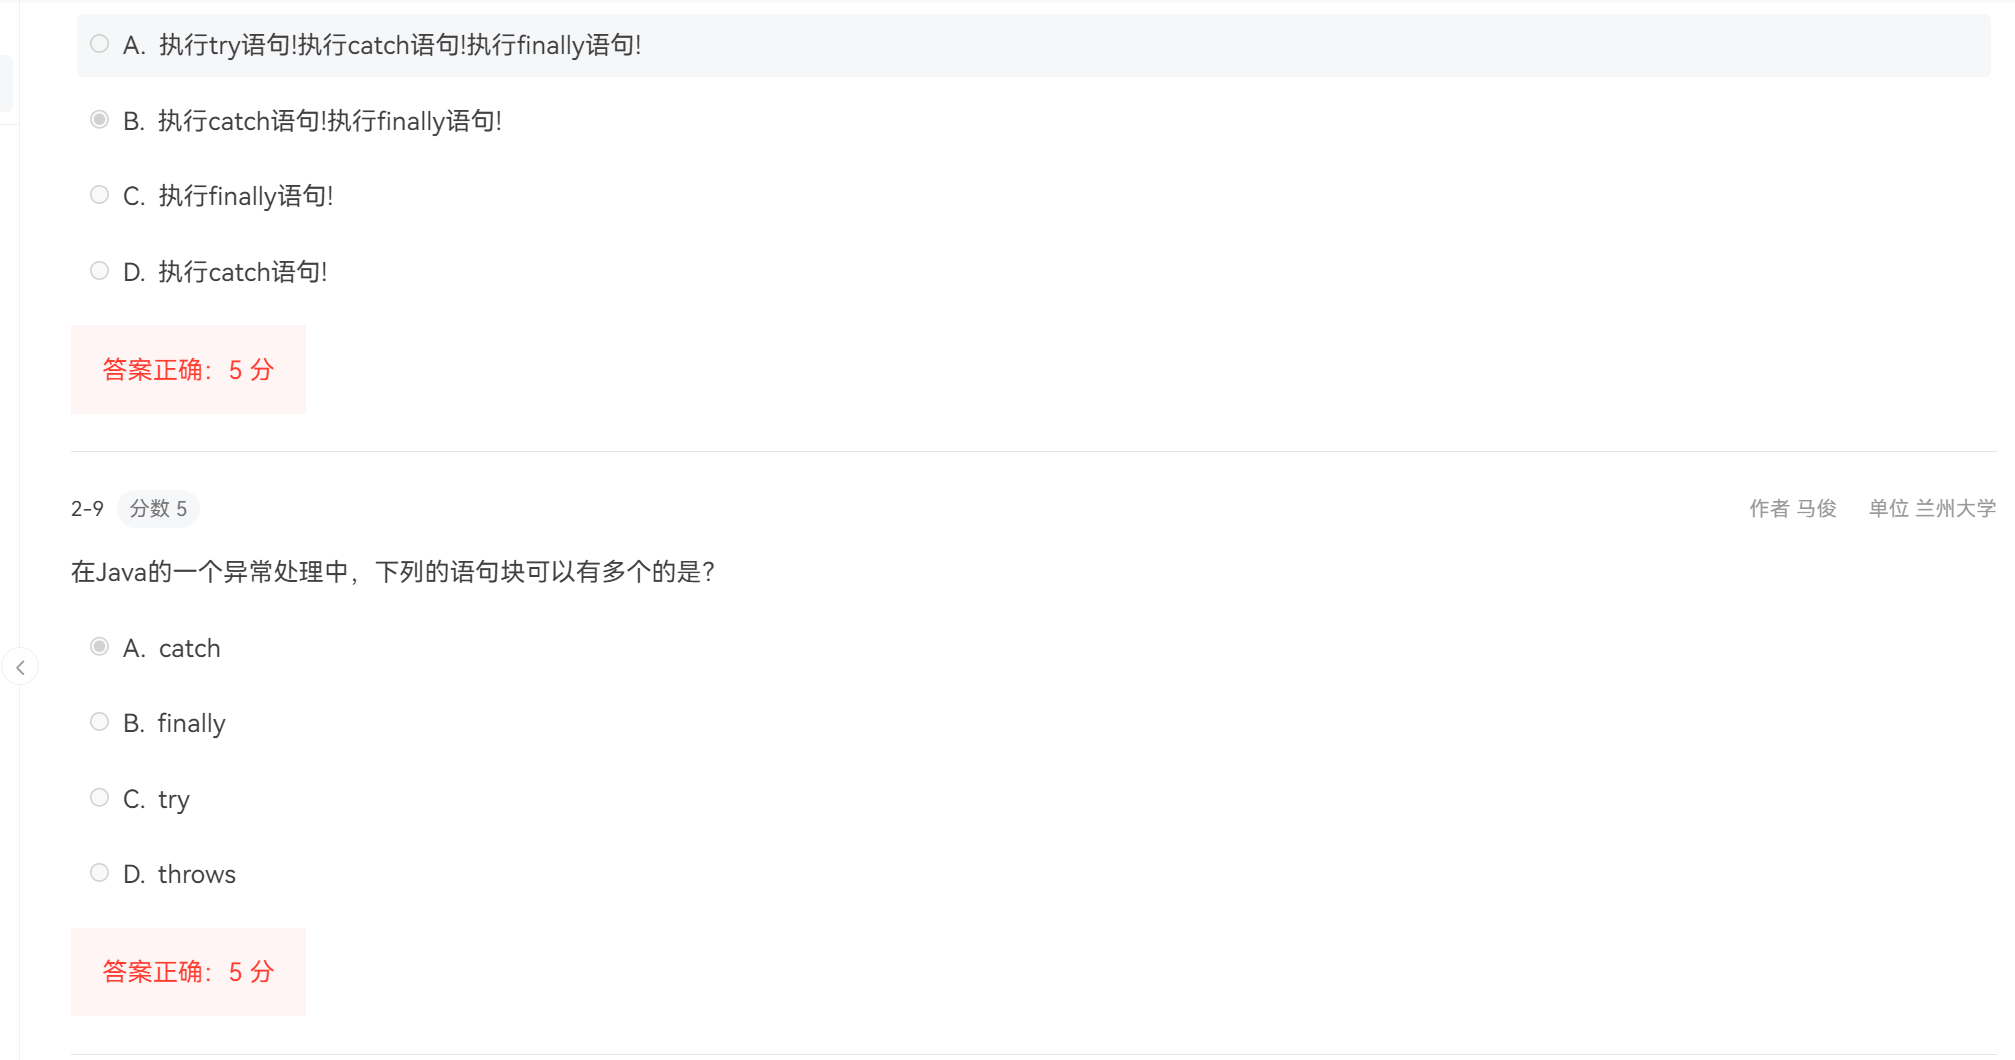 A. 执行try语句!执行catch语句!执行finally语句!
B. 执行catch语句!执行finally语句!
C. 执行finally语句!
D. 执行catch语句!
答案正确：5 分
2-9 分数 5 作者 马俊 单位 兰州大学
在Java的一个异常处理中，下列的语句块可以有多个的是？
A. catch
B. finally
C. try
D. throws
答案正确：5 分